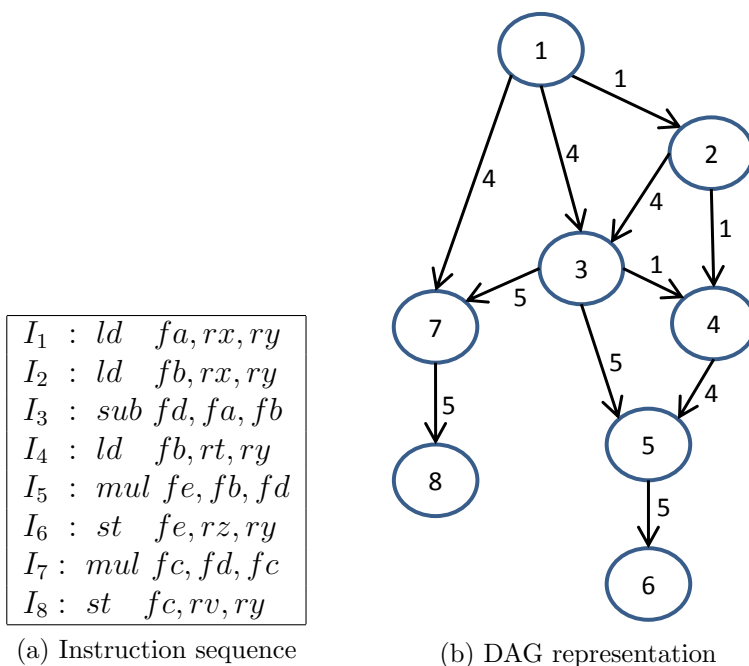 I1 : ld fa, rx, ry
I2 : ld fb, rx, ry
I3 : sub fd, fa, fb
I4 : ld fb, rt, ry
I5 : mul fe, fb, fd
I6 : st fe, rz, ry
I7 : mul fc, fd, fc
I8 : st fc, rv, ry
(a) Instruction sequence
1
1
2
4
4
4
1
3
1
5
7
4
5
4
5
5
8
5
6
(b) DAG representation